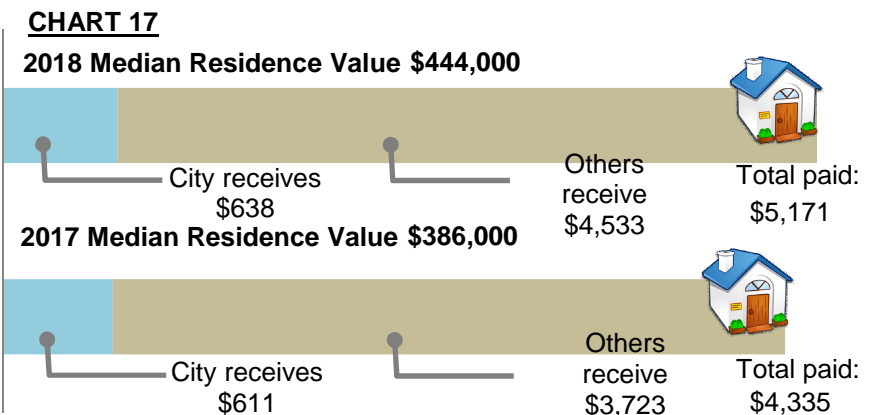 CHART 17
2018 Median Residence Value $444,000
City receives
$638
Others
receive
$4,533
Total paid:
$5,171
2017 Median Residence Value $386,000
City receives
$611
Others
receive
$3,723
Total paid:
$4,335